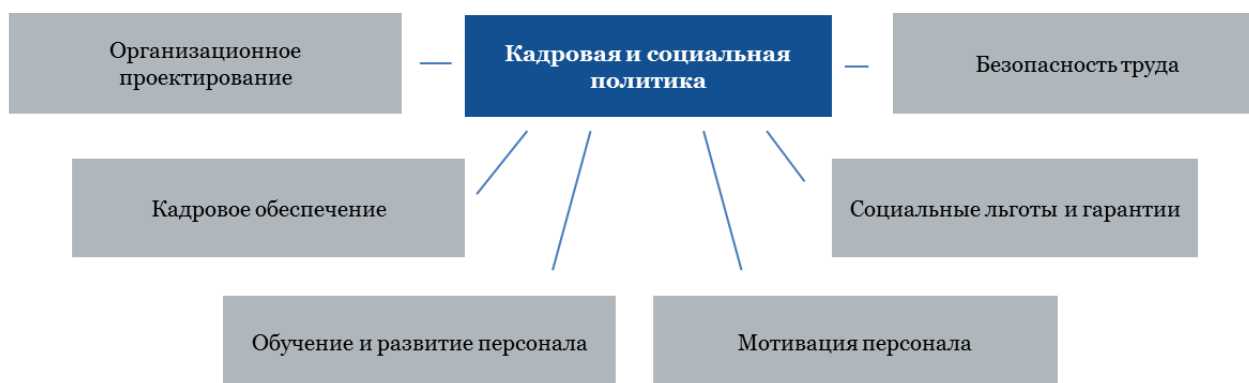 Организационное
проектирование
Кадровая и социальная
политика
Безопасность труда
Кадровое обеспечение
Социальные льготы и гарантии
Обучение и развитие персонала
Мотивация персонала